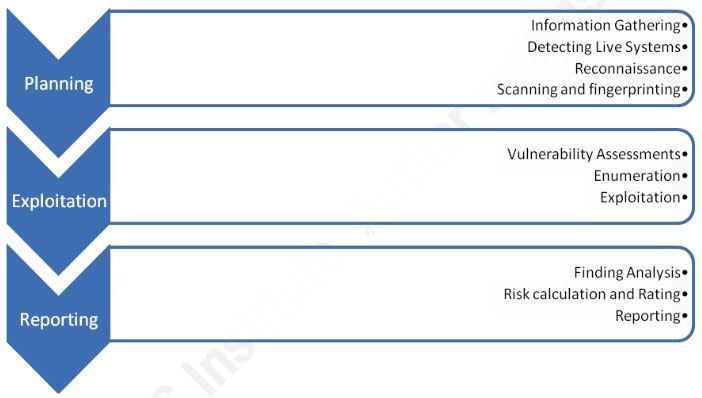 Planning
Information Gathering•
Detecting Live Systems•
Reconnaissance•
Scanning and fingerprinting•
Exploitation
Vulnerability Assessments•
Enumeration•
Exploitation•
Reporting
Finding Analysis•
Risk calculation and Rating•
Reporting•